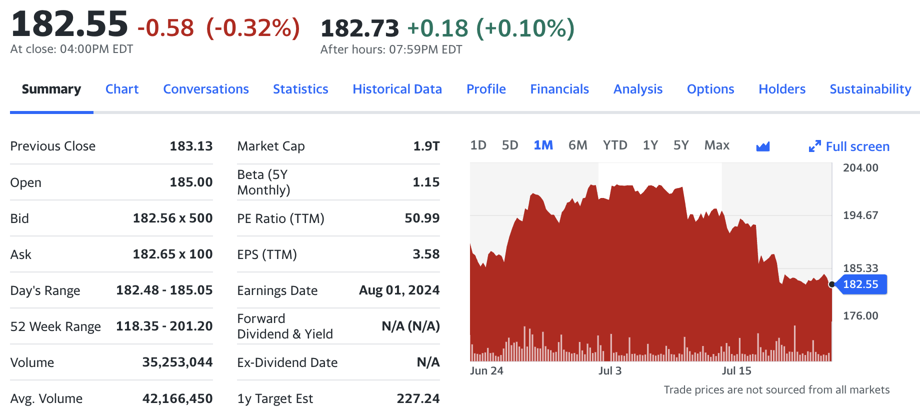 182.55 -0.58 (-0.32%) 182.73 +0.18 (+0.10%)
At close: 04:00PM EDT After hours: 07:59PM EDT
Summary Chart Conversations Statistics Historical Data Profile Financials Analysis Options Holders Sustainability
Previous Close 183.13
Open 185.00
Bid 182.56 x 500
Ask 182.65 x 100
Day's Range 182.48 - 185.05
52 Week Range 118.35 - 201.20
Volume 35,253,044
Avg. Volume 42,166,450
Market Cap 1.9T
Beta (5Y
Monthly) 1.15
PE Ratio (TTM) 50.99
EPS (TTM) 3.58
Earnings Date Aug 01, 2024
Forward
Dividend & Yield N/A (N/A)
Ex-Dividend Date N/A
1y Target Est 227.24
1D 5D 1M 6M YTD 1Y 5Y Max Full screen
204.00
194.67
185.33
182.55
176.00
Jun 24 Jul 3 Jul 15
Trade prices are not sourced from all markets